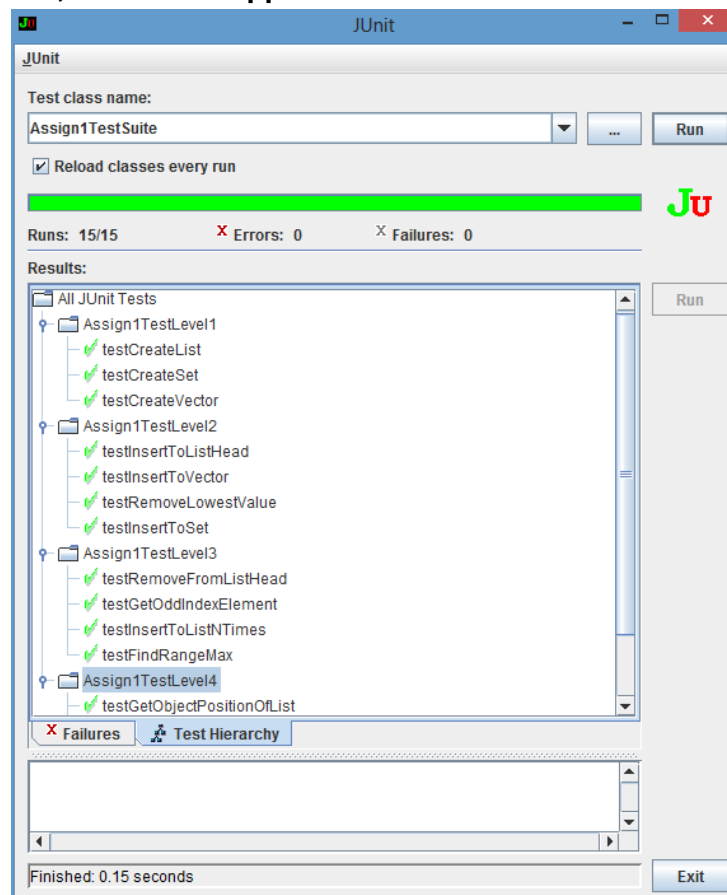 JUnit
JUnit
Test class name:
Assign1TestSuite
...
Run
Reload classes every run
JU
Runs: 15/15 X Errors: 0 X Failures: 0
Results:
Run
All JUnit Tests
Assign1TestLevel1
testCreateList
testCreateSet
testCreateVector
Assign1TestLevel2
testInsertToListHead
testInsertToVector
testRemoveLowestValue
testInsertToSet
Assign1TestLevel3
testRemoveFromListHead
testGetOddIndexElement
testInsertToListNTimes
testFindRangeMax
Assign1TestLevel4
testGetObjectPositionOfList
X Failures Test Hierarchy
Finished: 0.15 seconds
Exit